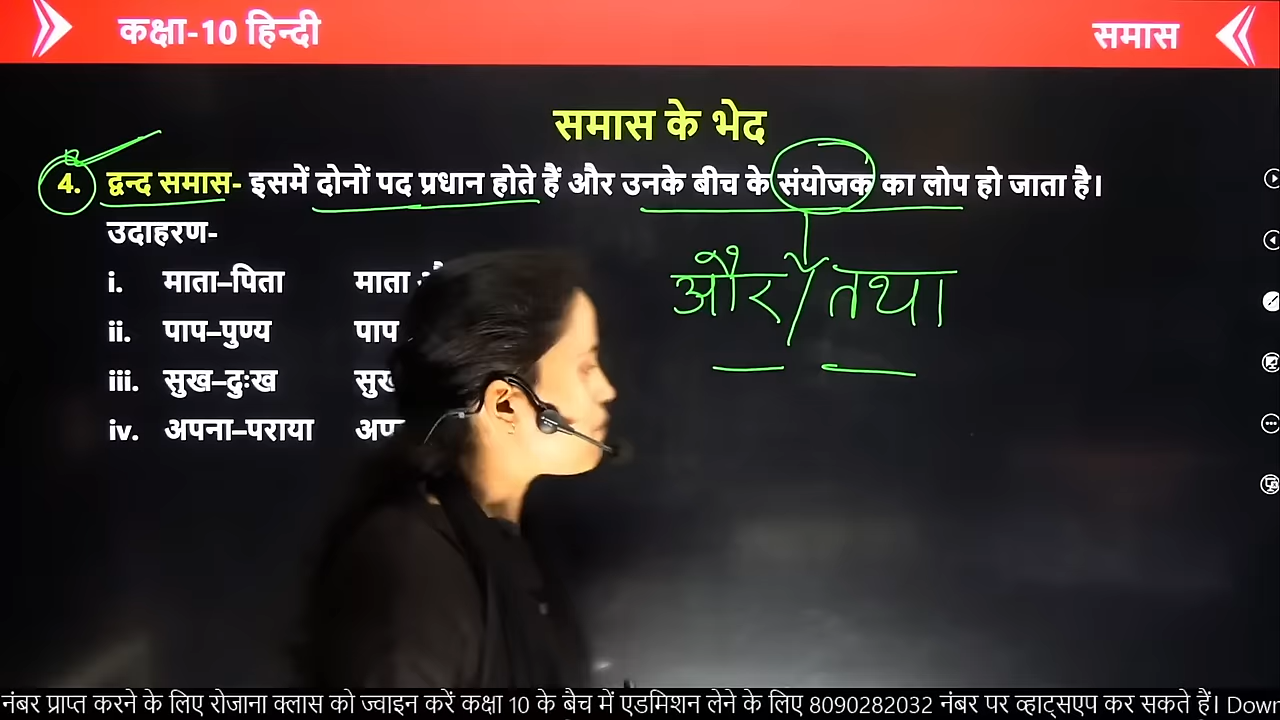 कक्षा-10 हिन्दी
समास
समास के भेद
4. द्वन्द समास- इसमें दोनों पद प्रधान होते हैं और उनके बीच के संयोजक का लोप हो जाता है।
उदाहरण-
i. माता–पिता माता
और/तथा
ii. पाप–पुण्य पाप
iii. सुख–दुःख
iv. अपना–पराया
नंबर प्राप्त करने के लिए रोजाना क्लास को ज्वाइन करें कक्षा 10 के बैच में एडमिशन लेने के लिए 8090282032 नंबर पर व्हाट्सएप कर सकते हैं।